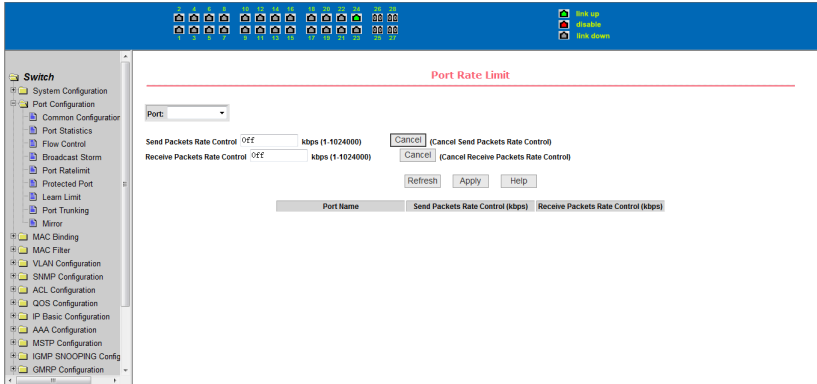 2 4 6 8 10 12 14 16 18 20 22 24 26 28
1 3 5 7 9 11 13 15 17 19 21 23 25 27
link up
disable
link down
Switch
System Configuration
Port Configuration
Common Configuration
Port Statistics
Flow Control
Broadcast Storm
Port Ratelimit
Protected Port
Learn Limit
Port Trunking
Mirror
MAC Binding
MAC Filter
VLAN Configuration
SNMP Configuration
ACL Configuration
QOS Configuration
IP Basic Configuration
AAA Configuration
MSTP Configuration
IGMP SNOOPING Config
GMRP Configuration
Port Rate Limit
Port:
Send Packets Rate Control Off kbps (1-1024000) Cancel (Cancel Send Packets Rate Control)
Receive Packets Rate Control Off kbps (1-1024000) Cancel (Cancel Receive Packets Rate Control)
Refresh Apply Help
Port Name Send Packets Rate Control (kbps) Receive Packets Rate Control (kbps)